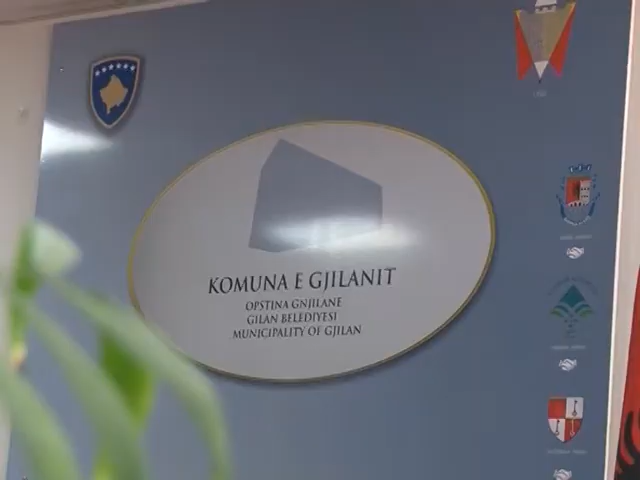 KOMUNA E GJILANIT
OPSTINA GNJILANE
GILAN BELEDIYESI
MUNICIPALITY OF GJILAN